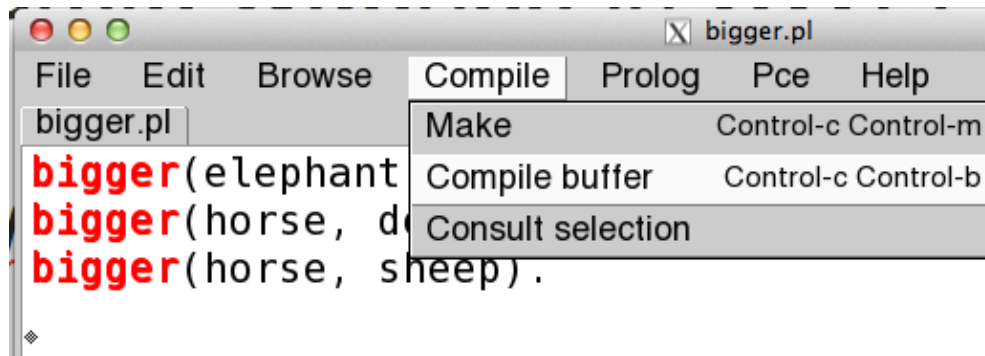 bigger.pl
File Edit Browse Compile Prolog Pce Help
bigger.pl
Make Control-c Control-m
Compile buffer Control-c Control-b
Consult selection
bigger(elephant
bigger(horse,
bigger(horse, sheep).